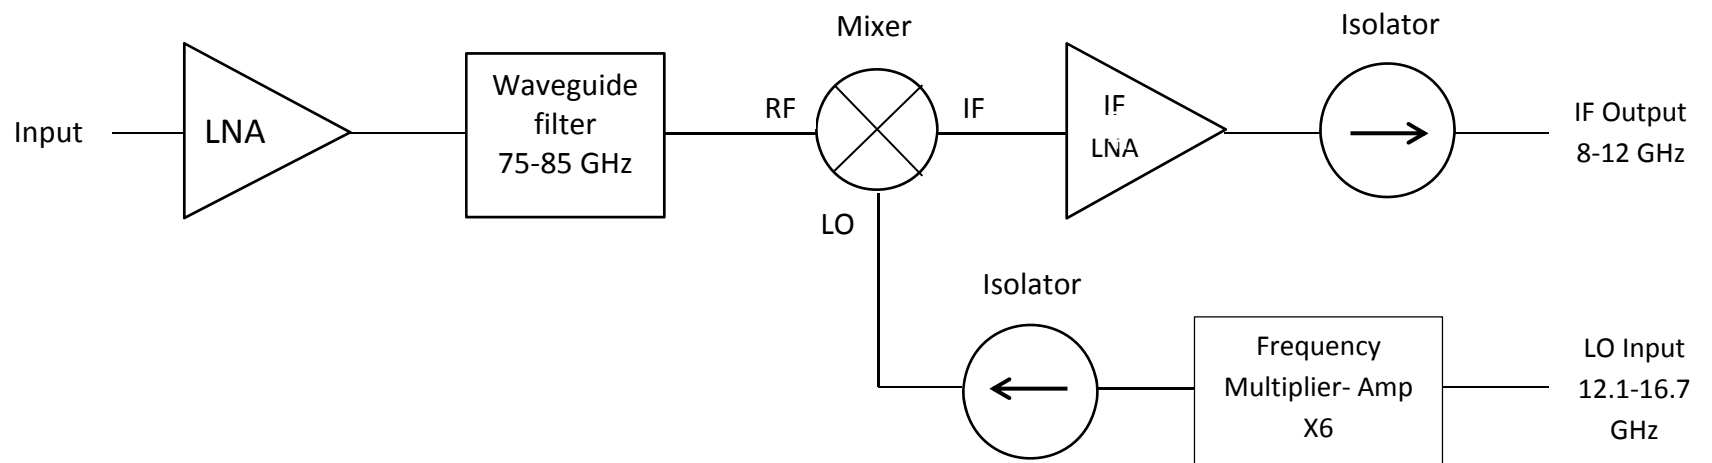 Mixer
Isolator
Input
LNA
Waveguide
filter
75-85 GHz
RF
IF
IF
LNA
IF Output
8-12 GHz
LO
Isolator
Frequency
Multiplier- Amp
X6
LO Input
12.1-16.7
GHz